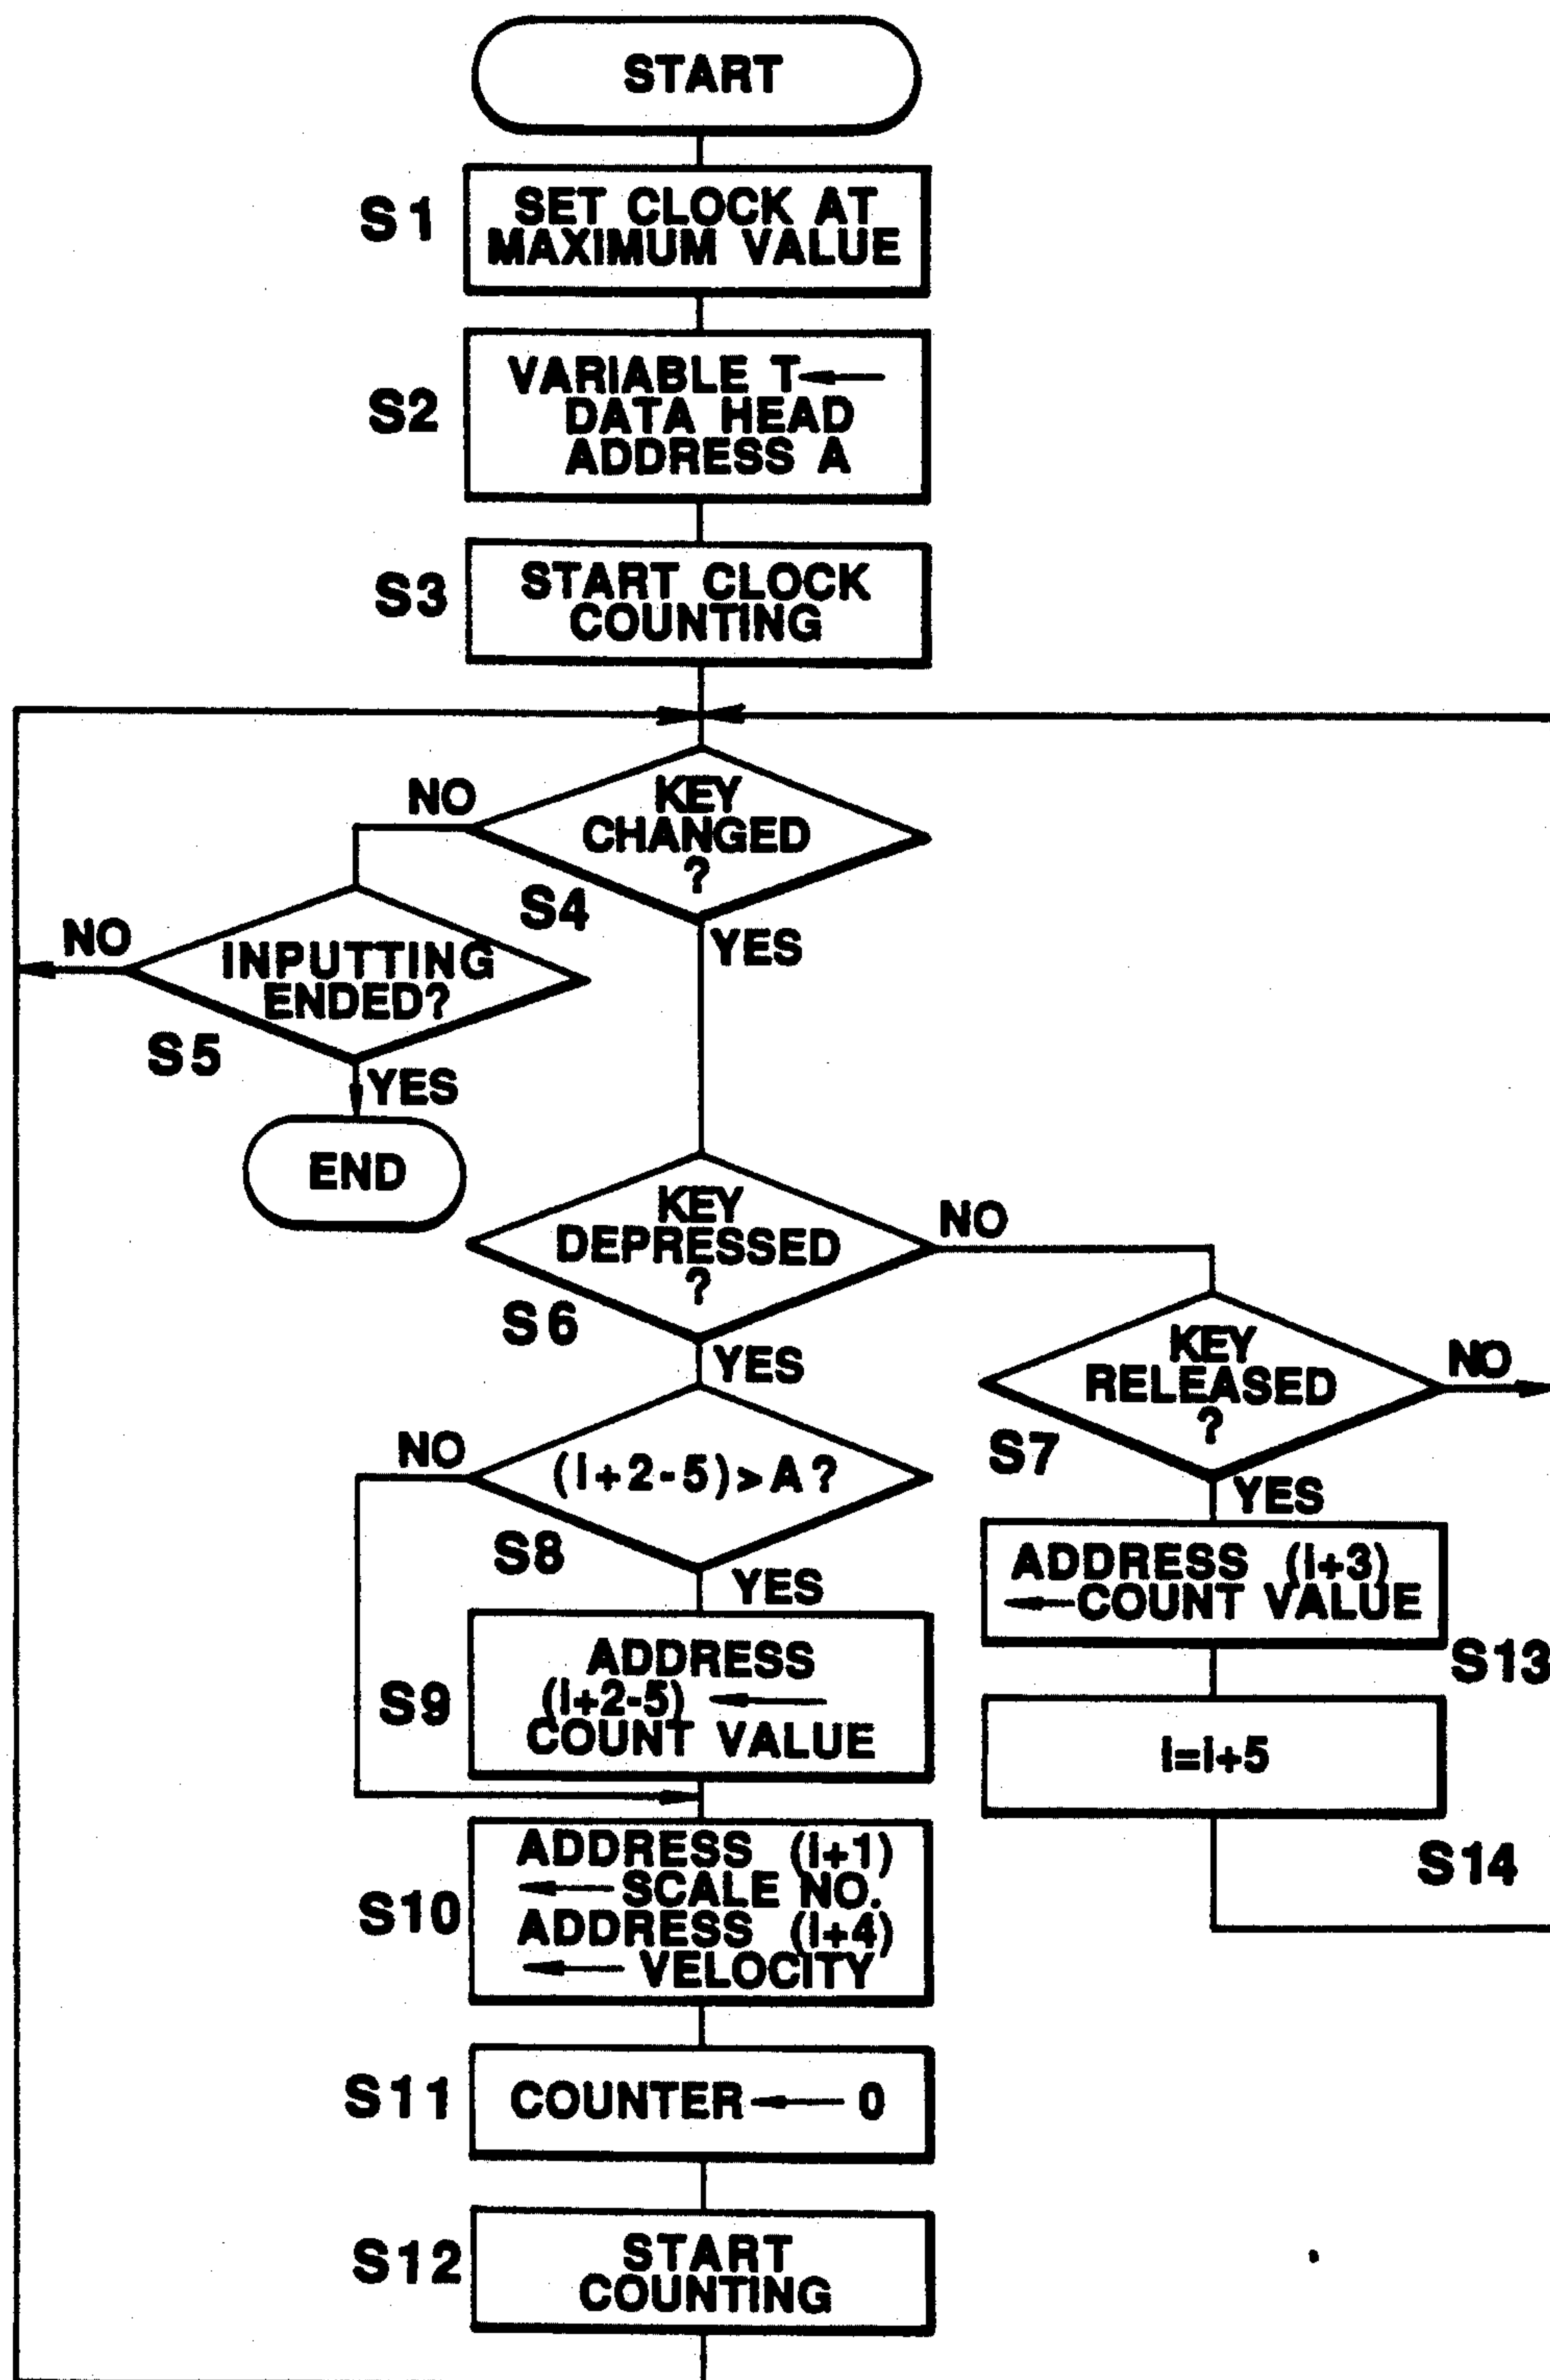 START
S1
SET CLOCK AT
MAXIMUM VALUE
S2
VARIABLE T←
DATA HEAD
ADDRESS A
S3
START CLOCK
COUNTING
NO
KEY
CHANGED
?
S4
YES
NO
INPUTTING
ENDED?
S5
YES
END
KEY
DEPRESSED
?
NO
S6
YES
KEY
RELEASED
?
NO
S7
YES
NO
(i+2-5)>A?
S8
YES
ADDRESS (i+3)
←COUNT VALUE
S13
S9
ADDRESS
(i+2-5) ←
COUNT VALUE
i=i+5
S14
S10
ADDRESS (i+1)
←SCALE NO.
ADDRESS (i+4)
← VELOCITY
S11
COUNTER← 0
S12
START
COUNTING